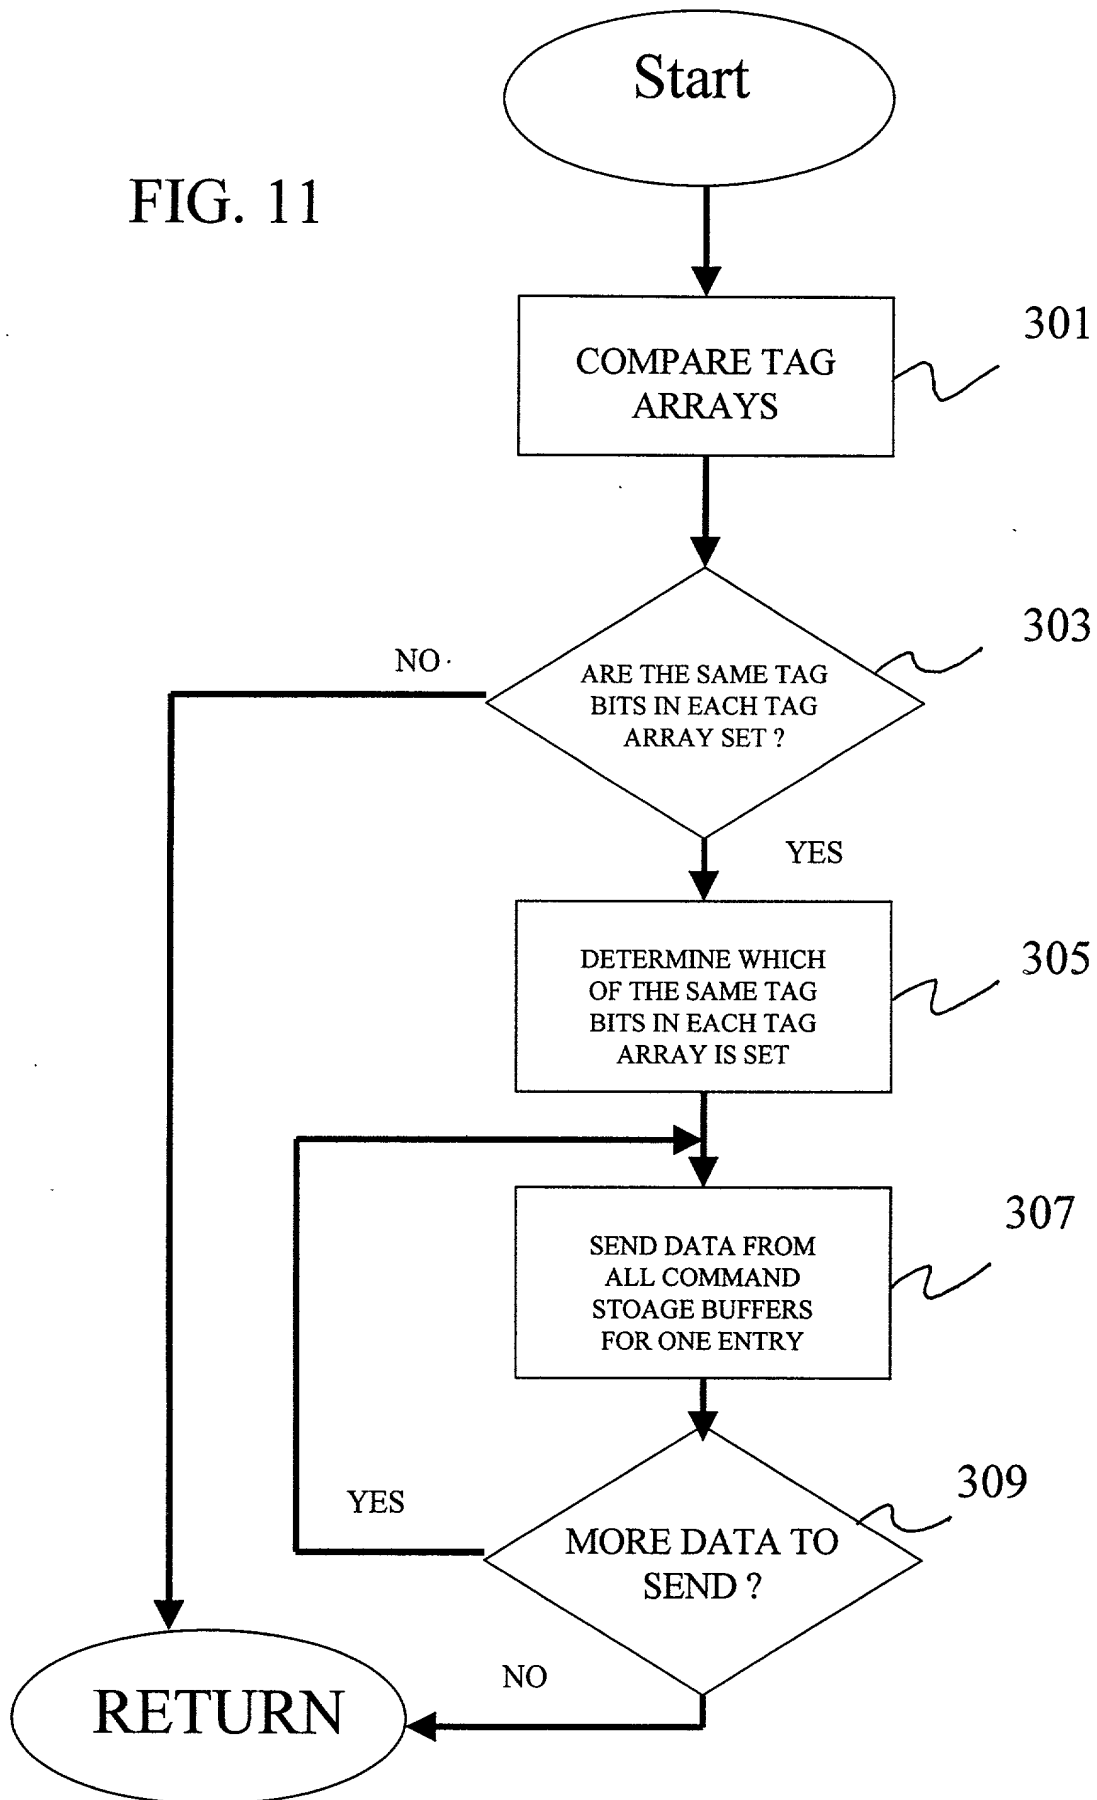 Start
FIG. 11
301
COMPARE TAG
ARRAYS
303
NO
ARE THE SAME TAG
BITS IN EACH TAG
ARRAY SET ?
YES
305
DETERMINE WHICH
OF THE SAME TAG
BITS IN EACH TAG
ARRAY IS SET
307
SEND DATA FROM
ALL COMMAND
STOAGE BUFFERS
FOR ONE ENTRY
309
YES
MORE DATA TO
SEND ?
NO
RETURN